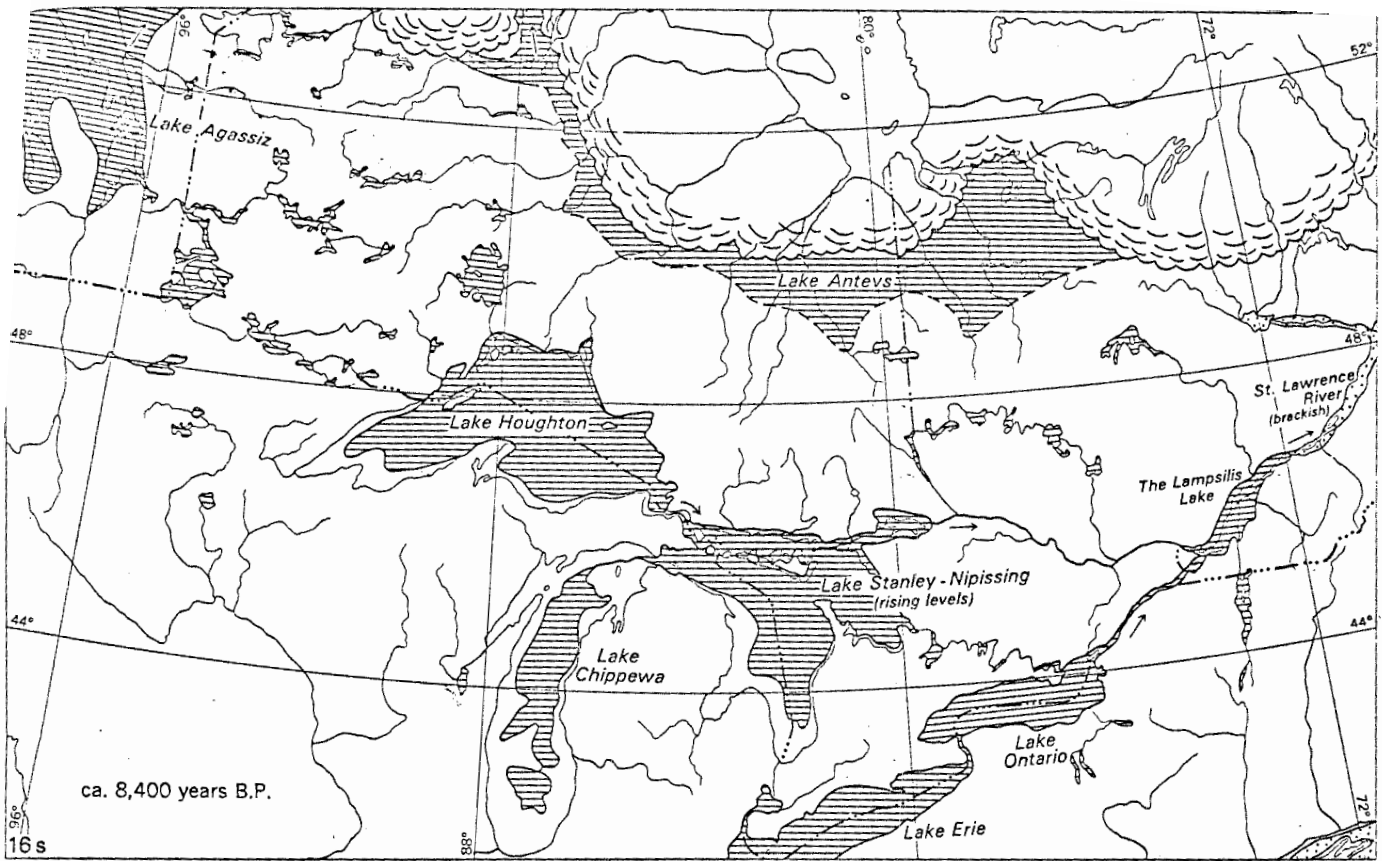 96°
80°
72°
52°
Lake Agassiz
Lake Antevs
48°
48°
St. Lawrence
River
(brackish)
Lake Houghton
The Lampsilis
Lake
Lake Stanley-Nipissing
(rising levels)
44°
44°
Lake
Chippewa
Lake
Ontario
ca. 8,400 years B.P.
Lake Erie
96°
16 s
88°
72°